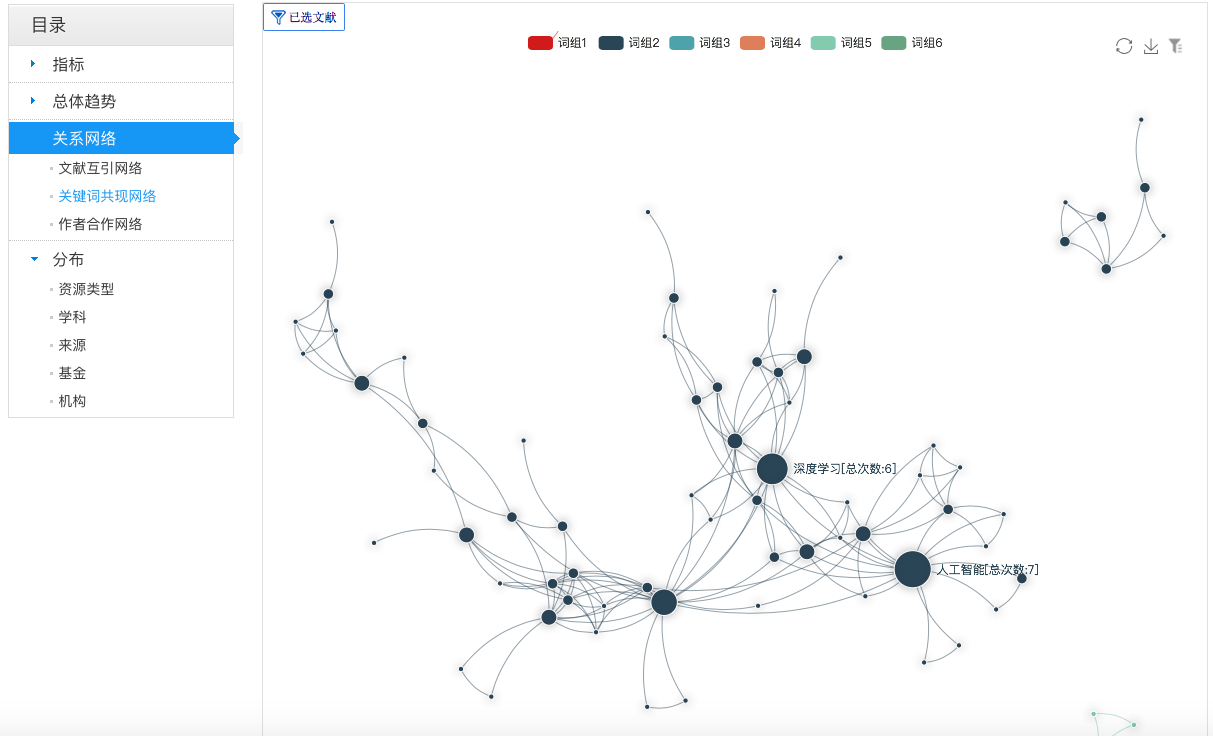 目录
指标
总体趋势
关系网络
文献互引网络
关键词共现网络
作者合作网络
分布
资源类型
学科
来源
基金
机构
已选文献
词组1 词组2 词组3 词组4 词组5 词组6
深度学习[总次数:6]
人工智能[总次数:7]